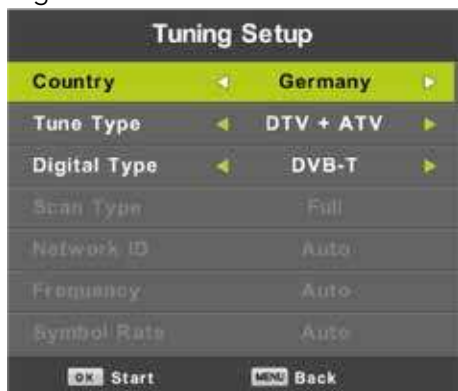 Tuning Setup
Country Germany
Tune Type DTV + ATV
Digital Type DVB-T
Scan Type Full
Network ID Auto
Frequency Auto
Symbol Rate Auto
OK Start MENU Back